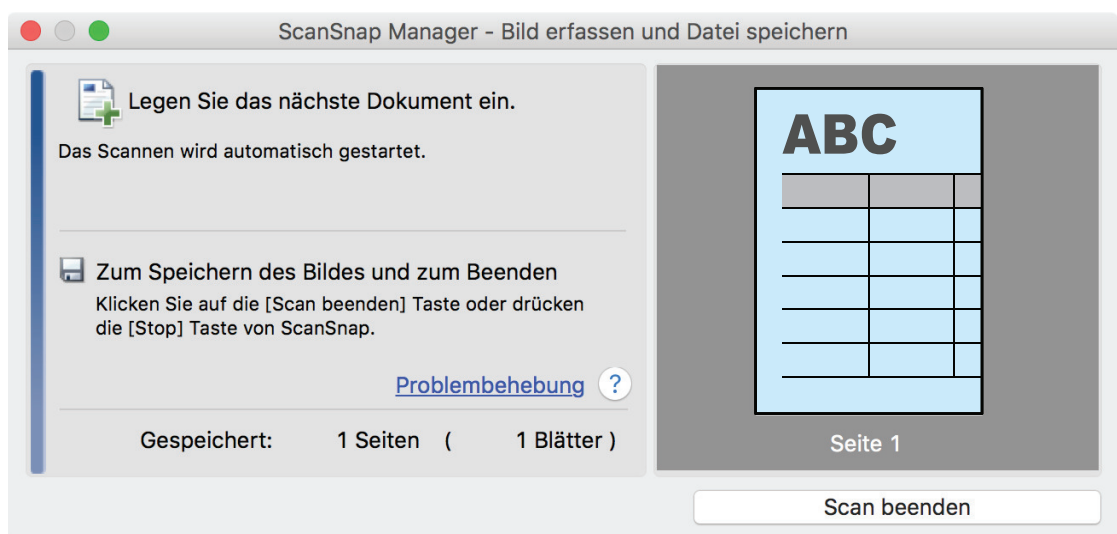 ScanSnap Manager - Bild erfassen und Datei speichern
Legen Sie das nächste Dokument ein.
Das Scannen wird automatisch gestartet.
Zum Speichern des Bildes und zum Beenden
Klicken Sie auf die [Scan beenden] Taste oder drücken
die [Stop] Taste von ScanSnap.
Problembehebung ?
Gespeichert: 1 Seiten ( 1 Blätter )
ABC
Seite 1
Scan beenden